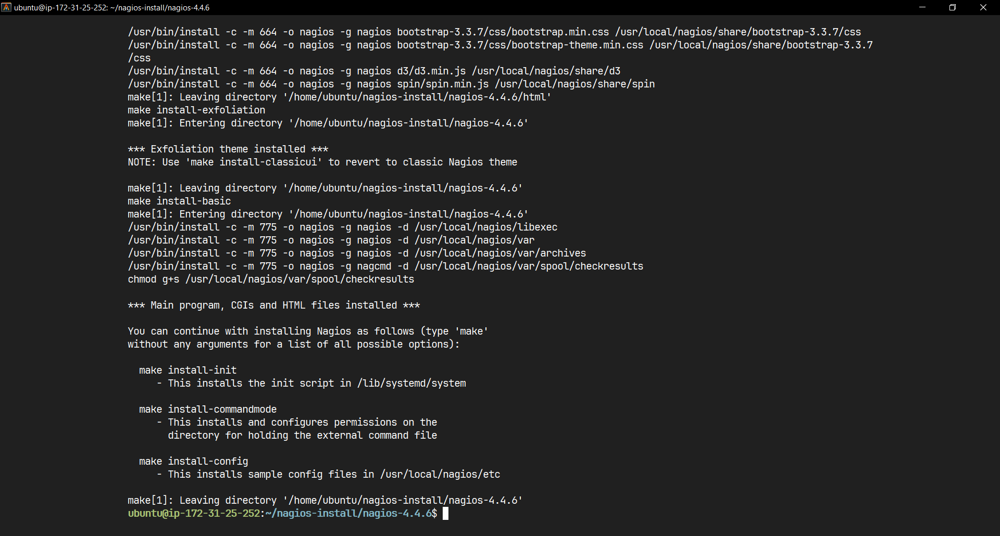 ubuntu@ip-172-31-25-252: ~/nagios-install/nagios-4.4.6
/usr/bin/install -c -m 664 -o nagios -g nagios bootstrap-3.3.7/css/bootstrap.min.css /usr/local/nagios/share/bootstrap-3.3.7/css
/usr/bin/install -c -m 664 -o nagios -g nagios bootstrap-3.3.7/css/bootstrap-theme.min.css /usr/local/nagios/share/bootstrap-3.3.7
/css
/usr/bin/install -c -m 664 -o nagios -g nagios d3/d3.min.js /usr/local/nagios/share/d3
/usr/bin/install -c -m 664 -o nagios -g nagios spin/spin.min.js /usr/local/nagios/share/spin
make[1]: Leaving directory '/home/ubuntu/nagios-install/nagios-4.4.6/html'
make install-exfoliation
make[1]: Entering directory '/home/ubuntu/nagios-install/nagios-4.4.6'

*** Exfoliation theme installed ***
NOTE: Use 'make install-classicui' to revert to classic Nagios theme

make[1]: Leaving directory '/home/ubuntu/nagios-install/nagios-4.4.6'
make install-basic
make[1]: Entering directory '/home/ubuntu/nagios-install/nagios-4.4.6'
/usr/bin/install -c -m 775 -o nagios -g nagios -d /usr/local/nagios/libexec
/usr/bin/install -c -m 775 -o nagios -g nagios -d /usr/local/nagios/var
/usr/bin/install -c -m 775 -o nagios -g nagios -d /usr/local/nagios/var/archives
/usr/bin/install -c -m 775 -o nagios -g nagcmd -d /usr/local/nagios/var/spool/checkresults
chmod g+s /usr/local/nagios/var/spool/checkresults

*** Main program, CGIs and HTML files installed ***

You can continue with installing Nagios as follows (type 'make'
without any arguments for a list of all possible options):

  make install-init
     - This installs the init script in /lib/systemd/system

  make install-commandmode
     - This installs and configures permissions on the
       directory for holding the external command file

  make install-config
     - This installs sample config files in /usr/local/nagios/etc

make[1]: Leaving directory '/home/ubuntu/nagios-install/nagios-4.4.6'
ubuntu@ip-172-31-25-252:~/nagios-install/nagios-4.4.6$